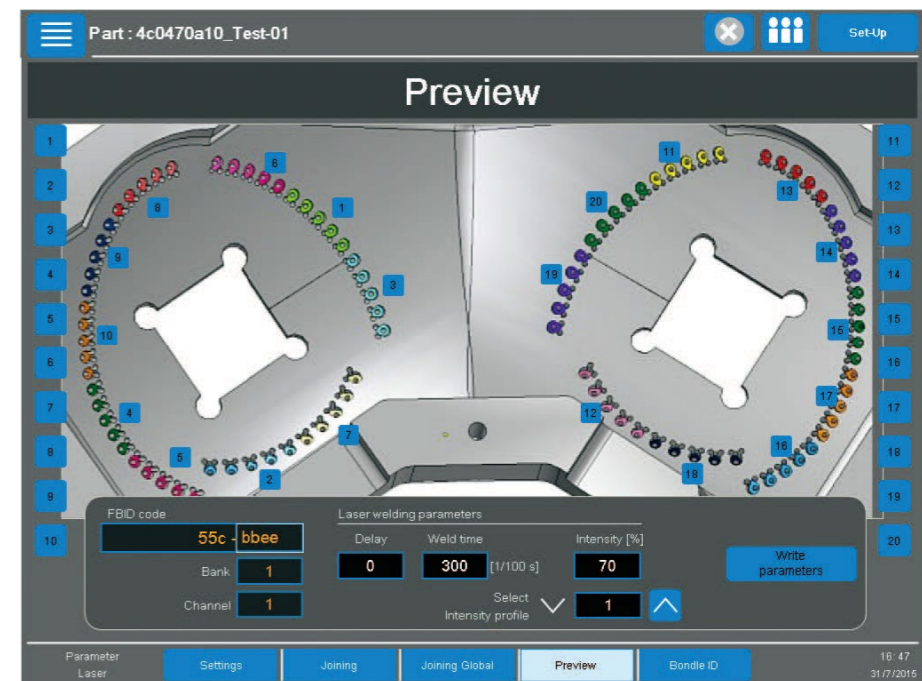 Part : 4c0470a10_Test-01
Set-Up
Preview
1
2
3
4
5
6
7
8
9
10
6
1
8
3
9
10
4
5
2
7
11
13
20
14
19
15
17
12
16
18
11
12
13
14
15
16
17
18
19
20
FBID code
55c - bbee
Bank 1
Channel 1
Laser welding parameters
Delay Weld time Intensity [%]
0 300 [1/100 s] 70
Select
Intensity profile 1
Write
parameters
Parameter
Laser
Settings Joining Joining Global Preview Bondle ID
16:47
31/7/2015